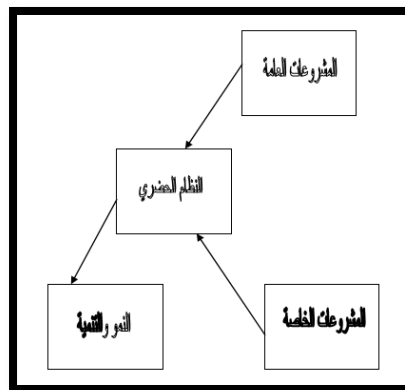 المشروعات العامة
النظام الحضري
المشروعات الخاصة
النمو والتنمية